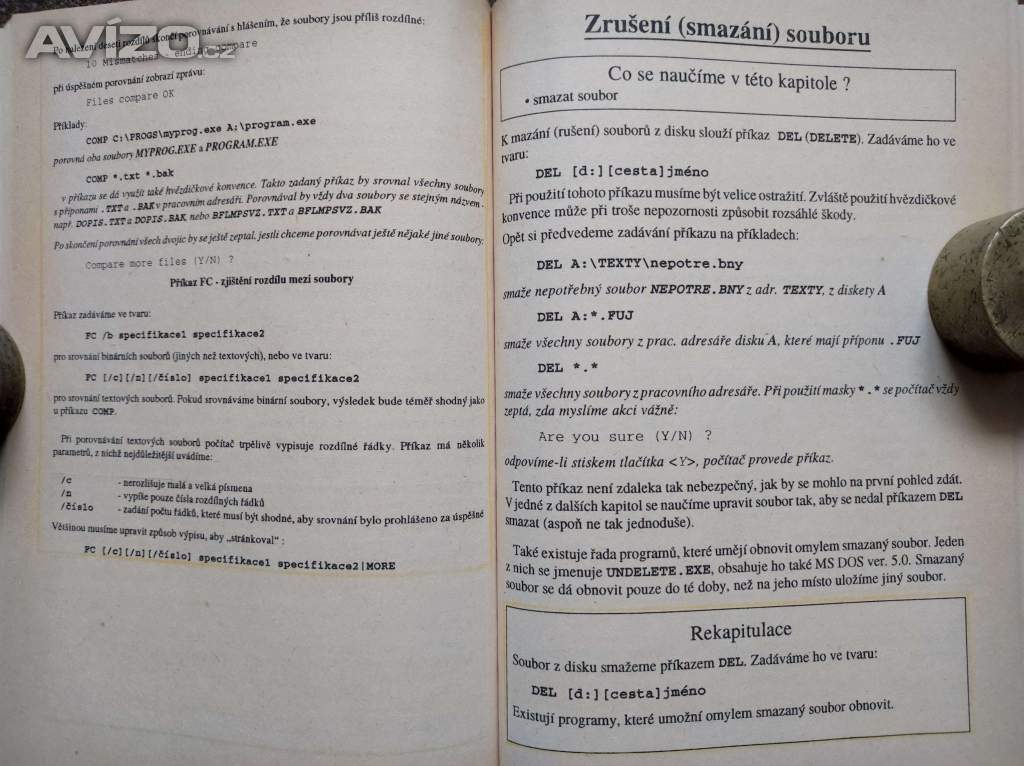 AVÍZO.cz
Po nalezení deseti rozdílů skončí porovnávání s hlášením, že soubory jsou příliš rozdílné:
10 Mismatches - ending compare
při úspěšném porovnání zobrazí zprávu:
Files compare OK
Příklady:
COMP C:\PROGS\myprog.exe A:\program.exe
porovná oba soubory MYPROG.EXE a PROGRAM.EXE
COMP *.txt *.bak
v příkazu se dá využít také hvězdičkové konvence. Takto zadaný příkaz by srovnal všechny soubory
s příponami .TXT a .BAK v pracovním adresáři. Porovnával by vždy dva soubory se stejným názvem.
např. DOPIS.TXT a DOPIS.BAK nebo BFLMPSVZ.TXT a BFLMPSVZ.BAK
Po skončení porovnání všech dvojic by se ještě zeptal, jestli chceme porovnávat ještě nějaké jiné soubory.
Compare more files (Y/N) ?
Příkaz FC - zjištění rozdílu mezi soubory
Příkaz zadáváme ve tvaru:
FC /b specifikace1 specifikace2
pro srovnání binárních souborů (jiných než textových), nebo ve tvaru:
FC [/c][/n][/číslo] specifikace1 specifikace2
pro srovnání textových souborů. Pokud srovnáváme binární soubory, výsledek bude téměř shodný jako
u příkazu COMP.
Při porovnávání textových souborů počítač trpělivě vypisuje rozdílné řádky. Příkaz má několik
parametrů, z nichž nejdůležitější uvádíme:
/c - nerozlišuje malá a velká písmena
/n - vypíše pouze čísla rozdílných řádků
/číslo - zadání počtu řádků, které musí být shodné, aby srovnání bylo prohlášeno za úspěšné
Většinou musíme upravit způsob výpisu, aby „stránkoval" :
FC [/c][/n][/číslo] specifikace1 specifikace2|MORE
Zrušení (smazání) souboru
Co se naučíme v této kapitole ?
• smazat soubor
K mazání (rušení) souborů z disku slouží příkaz DEL (DELETE). Zadáváme ho ve
tvaru:
DEL [d:][cesta]jméno
Při použití tohoto příkazu musíme být velice ostražití. Zvláště použití hvězdičkové
konvence může při troše nepozornosti způsobit rozsáhlé škody.
Opět si předvedeme zadávání příkazu na příkladech:
DEL A:\TEXTY\nepotre.bny
smaže nepotřebný soubor NEPOTRE.BNY z adr. TEXTY, z diskety A
DEL A:*.FUJ
smaže všechny soubory z prac. adresáře disku A, které mají příponu .FUJ
DEL *.*
smaže všechny soubory z pracovního adresáře. Při použití masky *.* se počítač vždy
zeptá, zda myslíme akci vážně:
Are you sure (Y/N) ?
odpovíme-li stiskem tlačítka <Y>, počítač provede příkaz.
Tento příkaz není zdaleka tak nebezpečný, jak by se mohlo na první pohled zdát.
V jedné z dalších kapitol se naučíme upravit soubor tak, aby se nedal příkazem DEL
smazat (aspoň ne tak jednoduše).
Také existuje řada programů, které umějí obnovit omylem smazaný soubor. Jeden
z nich se jmenuje UNDELETE.EXE, obsahuje ho také MS DOS ver. 5.0. Smazaný
soubor se dá obnovit pouze do té doby, než na jeho místo uložíme jiný soubor.
Rekapitulace
Soubor z disku smažeme příkazem DEL. Zadáváme ho ve tvaru:
DEL [d:][cesta]jméno
Existují programy, které umožní omylem smazaný soubor obnovit.